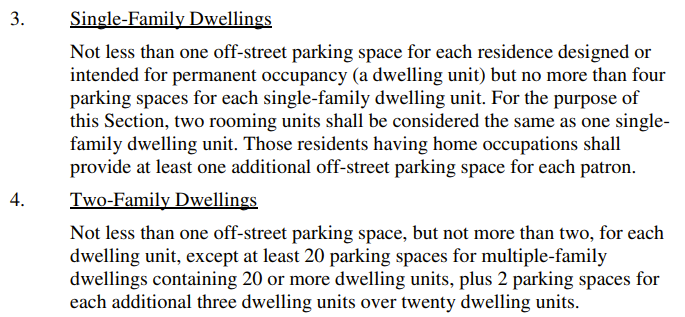 3. Single-Family Dwellings
Not less than one off-street parking space for each residence designed or
intended for permanent occupancy (a dwelling unit) but no more than four
parking spaces for each single-family dwelling unit. For the purpose of
this Section, two rooming units shall be considered the same as one single-
family dwelling unit. Those residents having home occupations shall
provide at least one additional off-street parking space for each patron.
4. Two-Family Dwellings
Not less than one off-street parking space, but not more than two, for each
dwelling unit, except at least 20 parking spaces for multiple-family
dwellings containing 20 or more dwelling units, plus 2 parking spaces for
each additional three dwelling units over twenty dwelling units.